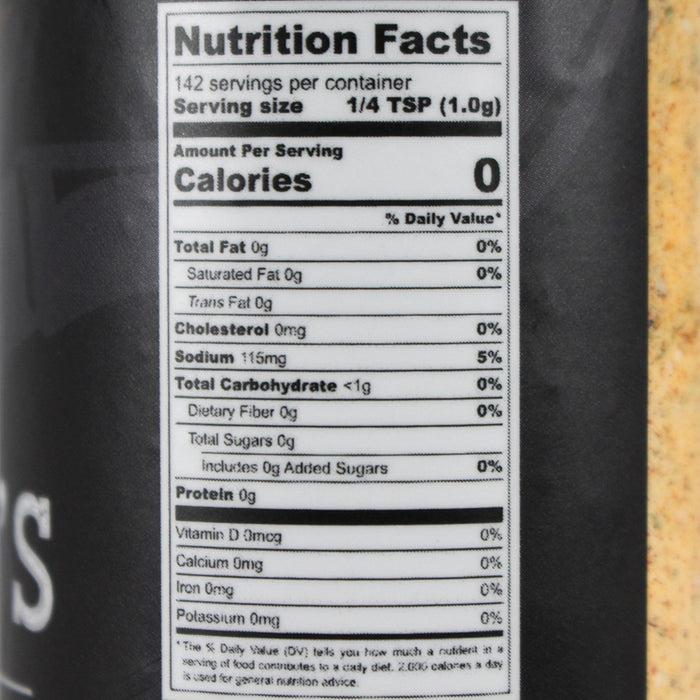 Nutrition Facts
142 servings per container
Serving size 1/4 TSP (1.0g)
Amount Per Serving
Calories 0
% Daily Value*
Total Fat 0g 0%
Saturated Fat 0g 0%
Trans Fat 0g
Cholesterol 0mg 0%
Sodium 115mg 5%
Total Carbohydrate <1g 0%
Dietary Fiber 0g 0%
Total Sugars 0g
Includes 0g Added Sugars 0%
Protein 0g
Vitamin D 0mcg 0%
Calcium 0mg 0%
Iron 0mg 0%
Potassium 0mg 0%
*The % Daily Value (DV) tells you how much a nutrient in a
serving of food contributes to a daily diet. 2,000 calories a day
is used for general nutrition advice.